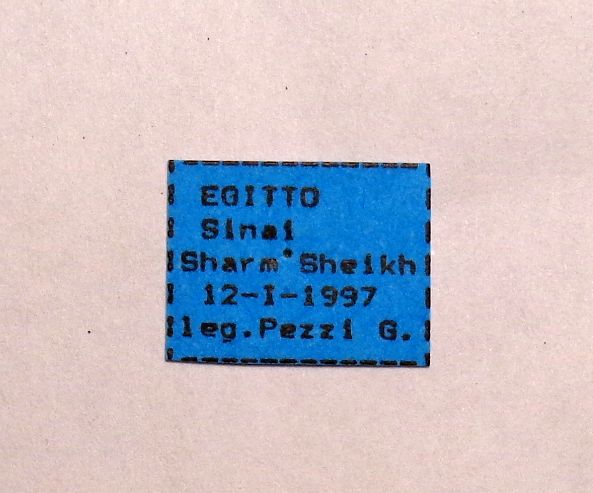 EGITTO
Sinai
Sharm Sheikh
12-I-1997
leg.Pezzi G.